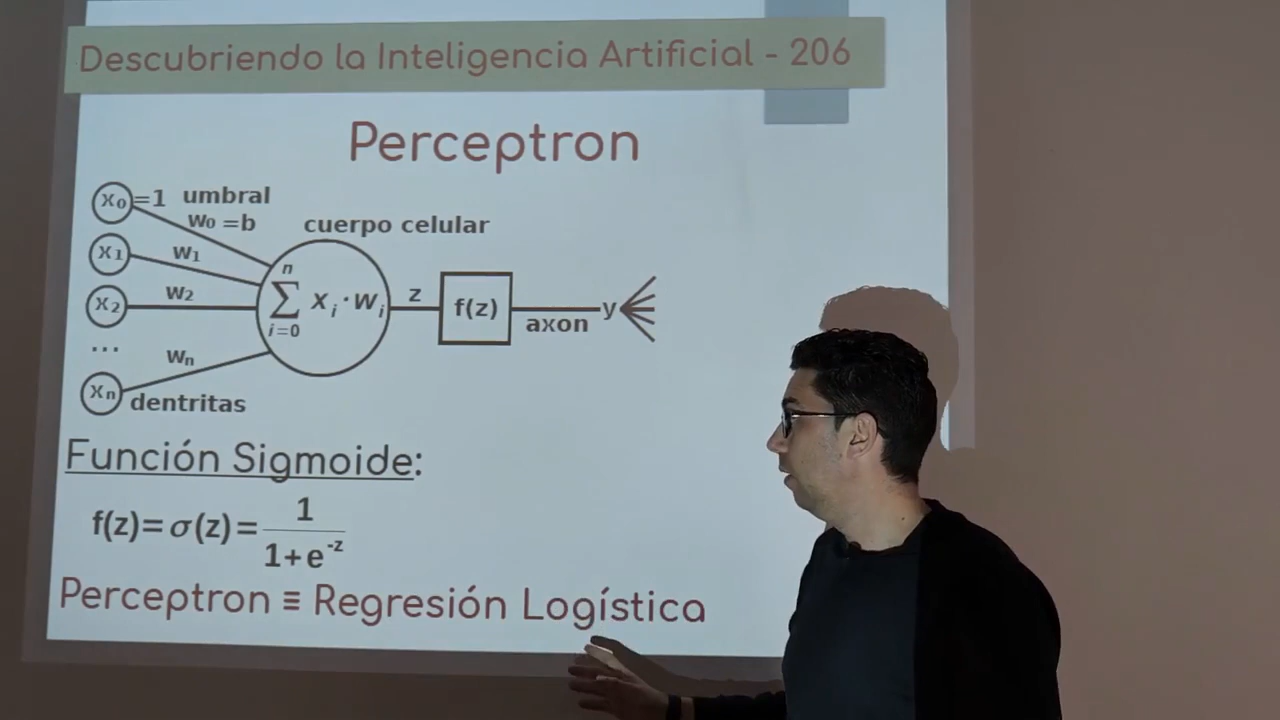 Descubriendo la Inteligencia Artificial - 206
Perceptron
x₀=1 umbral
w₀ =b
cuerpo celular
x₁ w₁
x₂ w₂
...
xₙ wₙ
dentritas
n
∑ xᵢ·wᵢ
i=0
z
f(z)
axon
y
Función Sigmoide:
f(z)=σ(z)=1/(1+e⁻ᶻ)
Perceptron ≡ Regresión Logística